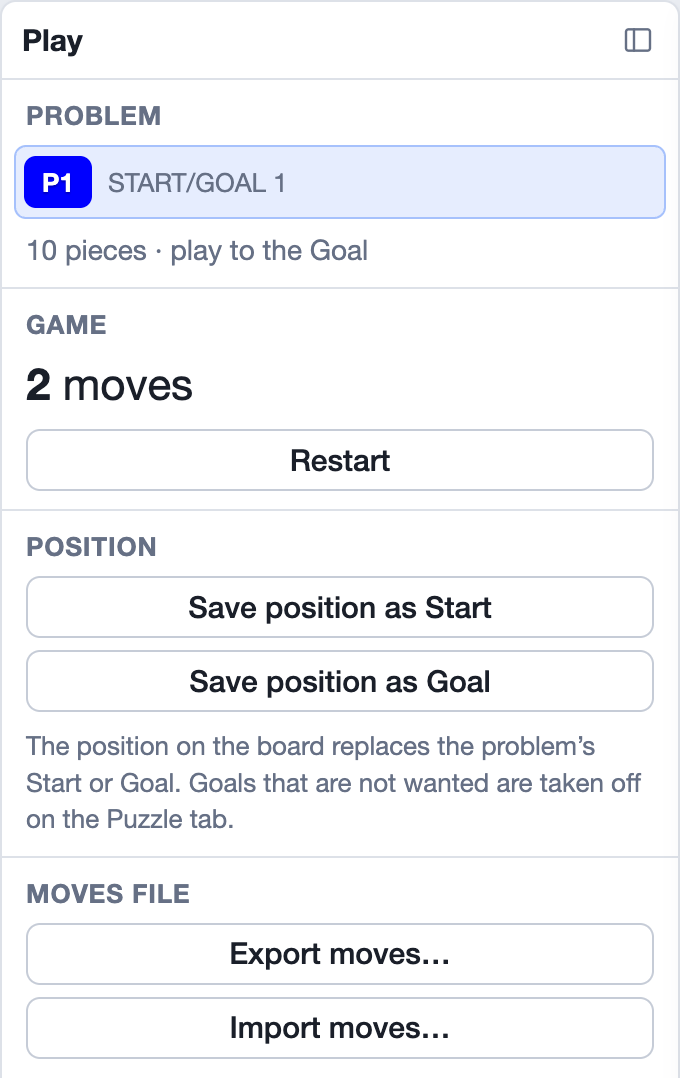 Play
PROBLEM
P1 START/GOAL 1
10 pieces · play to the Goal
GAME
2 moves
Restart
POSITION
Save position as Start
Save position as Goal
The position on the board replaces the problem’s
Start or Goal. Goals that are not wanted are taken off
on the Puzzle tab.
MOVES FILE
Export moves…
Import moves…